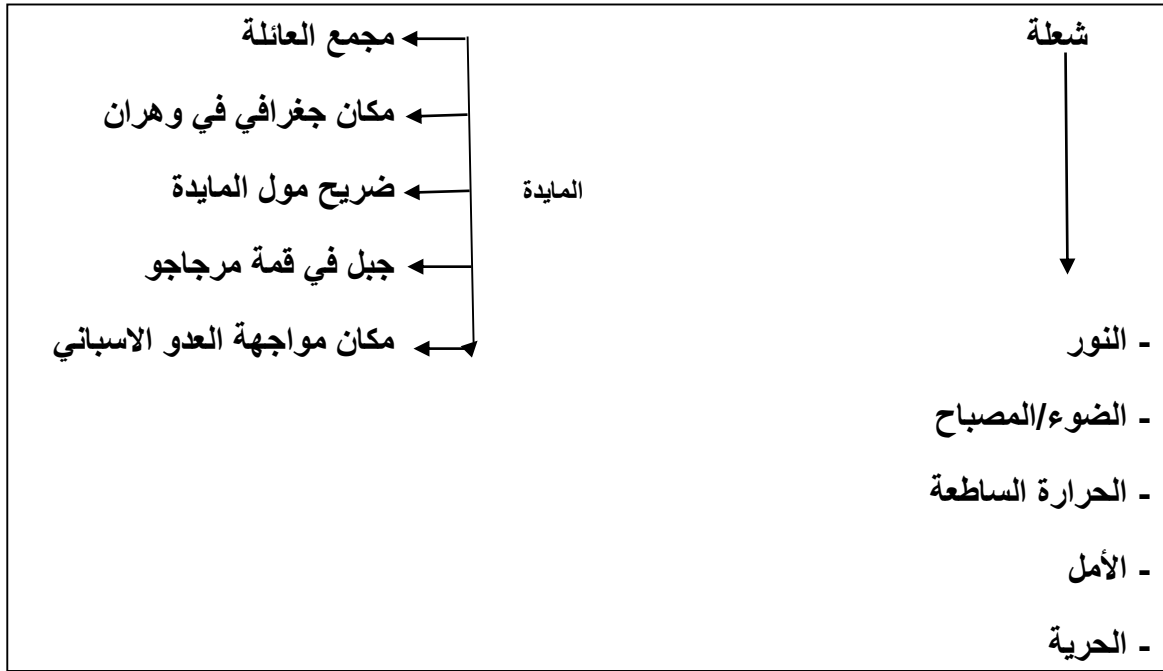 شعلة
- النور
- الضوء/المصباح
- الحرارة الساطعة
- الأمل
- الحرية
المايدة
مجمع العائلة
مكان جغرافي في وهران
ضريح مول المايدة
جبل في قمة مرجاجو
مكان مواجهة العدو الاسباني